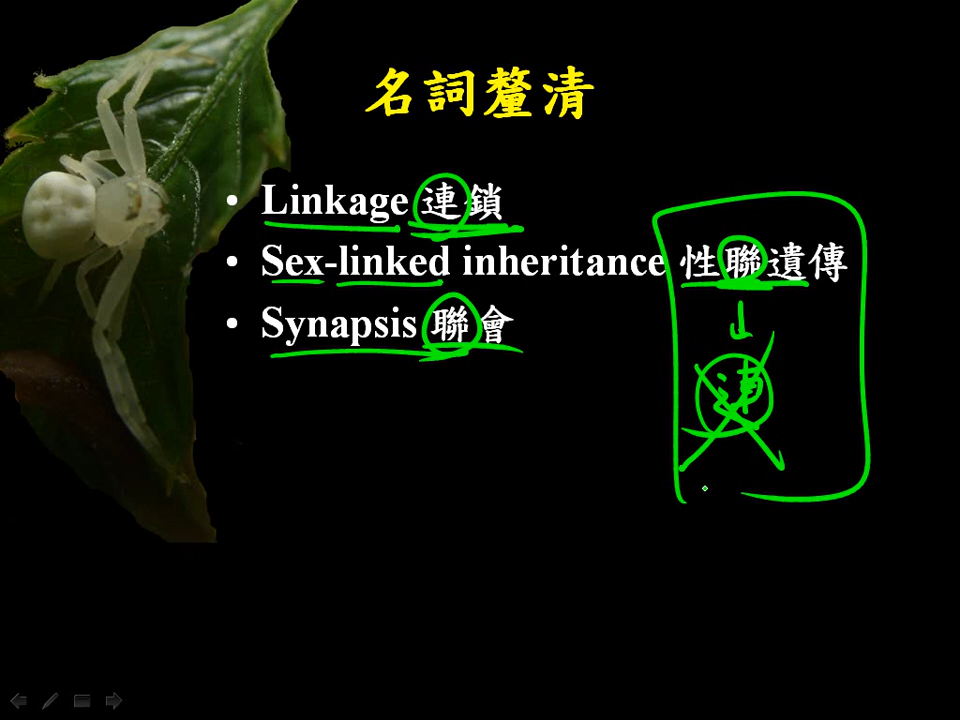 名詞釐清
• Linkage 連鎖
• Sex-linked inheritance 性聯遺傳
• Synapsis 聯會
連